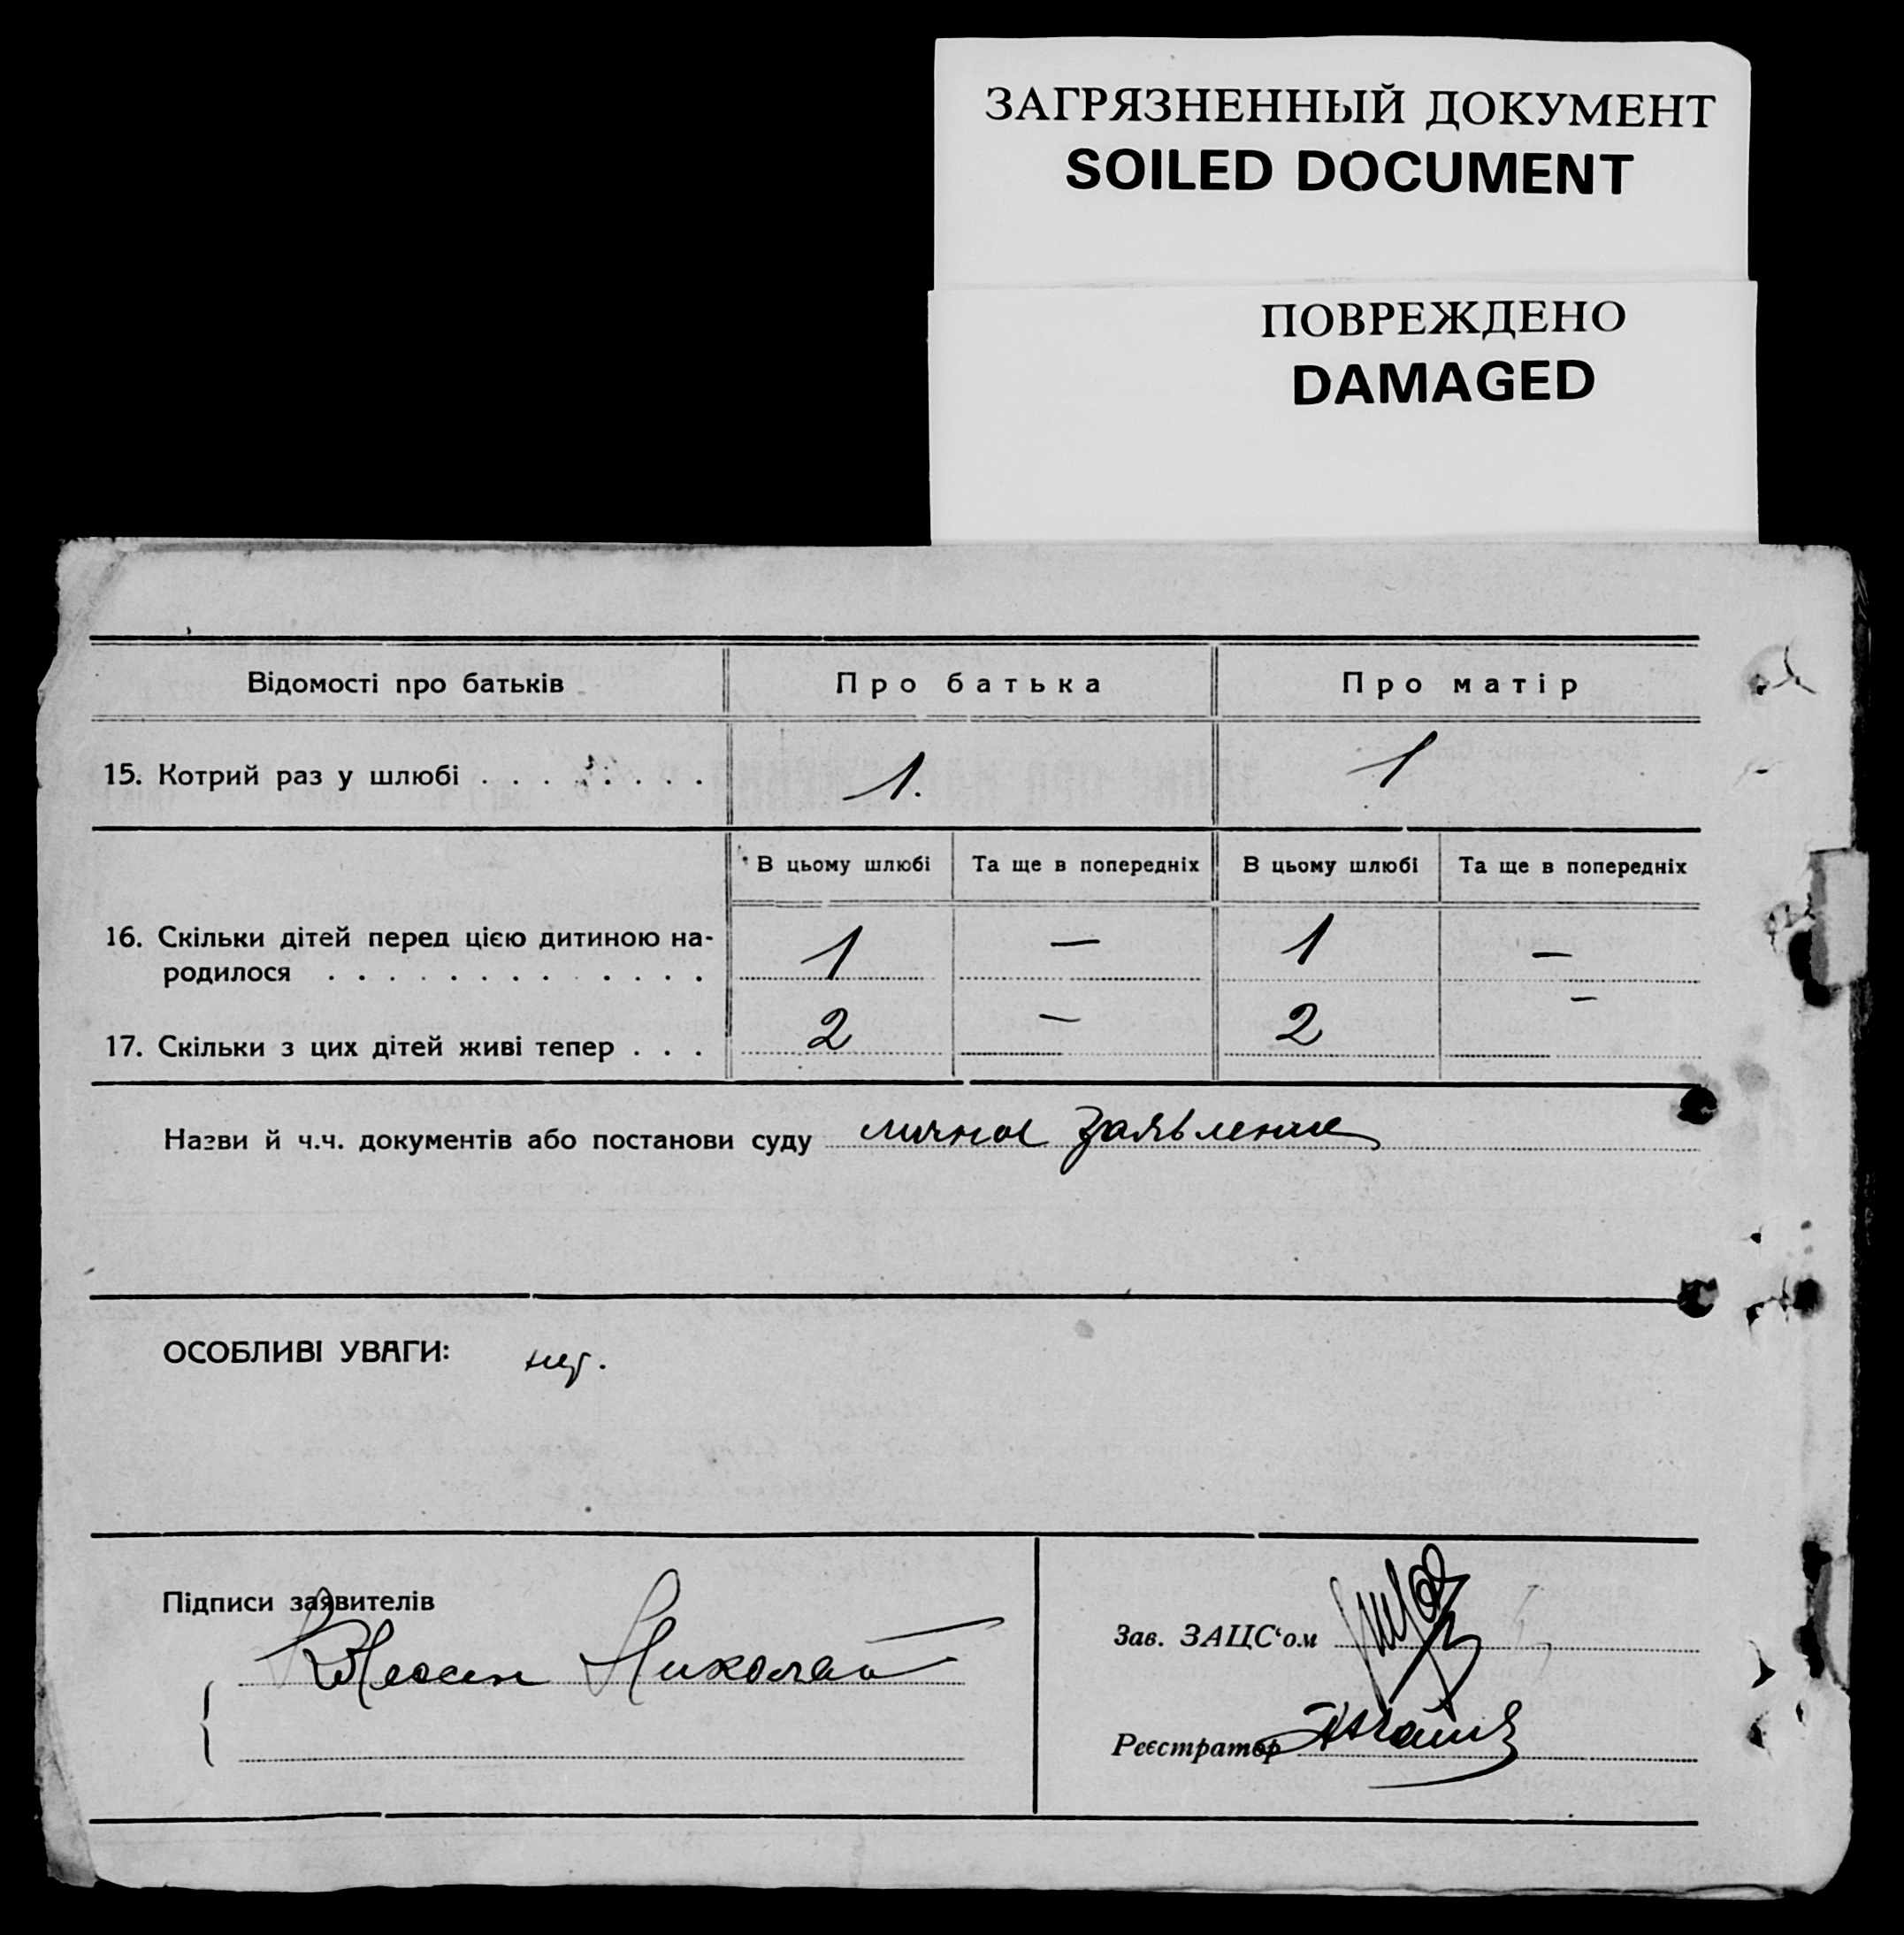 ЗАГРЯЗНЕННЫЙ ДОКУМЕНТ
SOILED DOCUMENT
ПОВРЕЖДЕНО
DAMAGED
Відомості про батьків Про батька Про матір
15. Котрий раз у шлюбі . . . . . . . . 1. 1
В цьому шлюбі Та ще в попередніх В цьому шлюбі Та ще в попередніх
16. Скільки дітей перед цією дитиною на-
родилося . . . . . . . . . . . . . 1 — 1 —
17. Скільки з цих дітей живі тепер . . . 2 — 2 —
Назви й ч.ч. документів або постанови суду личное заявление
ОСОБЛИВІ УВАГИ: нет.
Підписи заявителів
Николай
Зав. ЗАЦС‘ом
Реєстратор